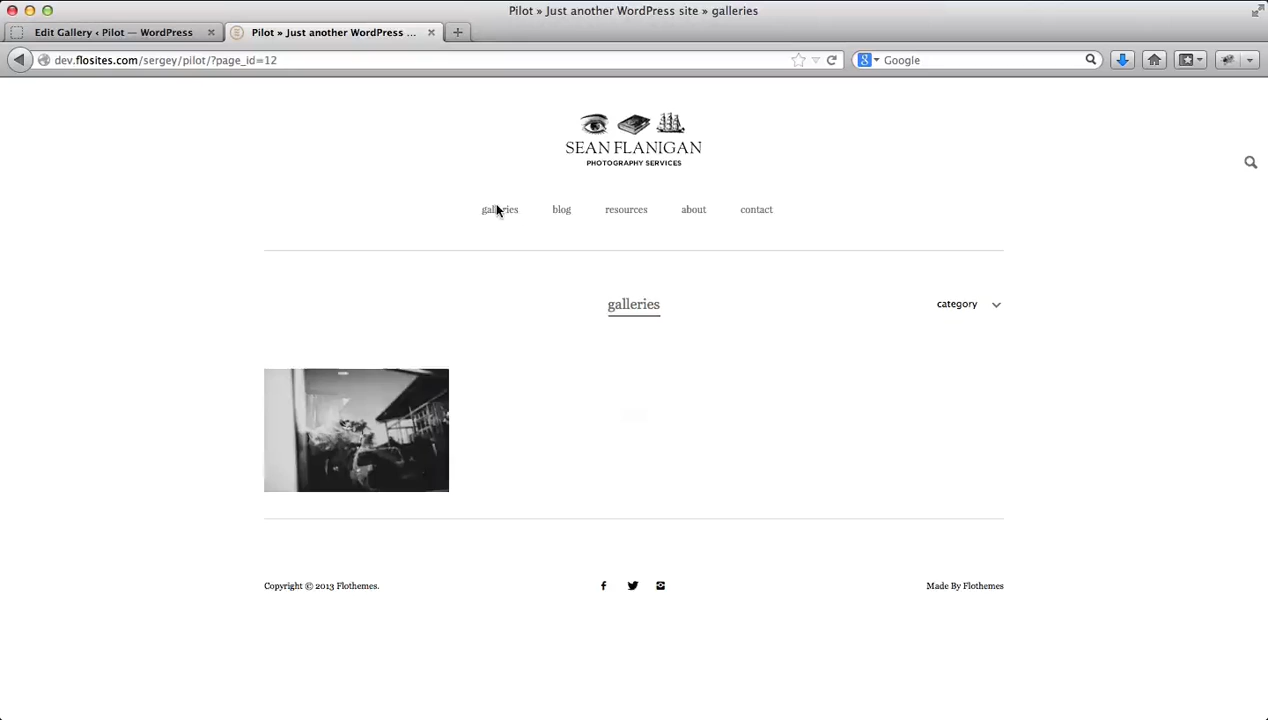 Pilot » Just another WordPress site » galleries
Edit Gallery ‹ Pilot — WordPress
Pilot » Just another WordPress ...
dev.flosites.com/sergey/pilot/?page_id=12
Google
SEAN FLANIGAN
PHOTOGRAPHY SERVICES
galleries blog resources about contact
galleries
category
Copyright © 2013 Flothemes.
Made By Flothemes